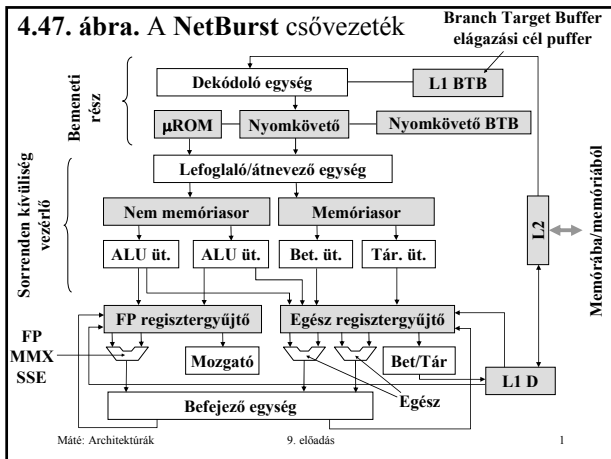 4.47. ábra. A NetBurst csővezeték
Branch Target Buffer
elágazási cél puffer
Bemeneti
rész
Dekódoló egység
L1 BTB
μROM
Nyomkövető
Nyomkövető BTB
Lefoglaló/átnevező egység
Sorrenden kívüliség
vezérlő
Nem memóriasor
Memóriasor
ALU üt.
ALU üt.
Bet. üt.
Tár. üt.
L2
Memórába/memóriából
FP regisztergyűjtő
Egész regisztergyűjtő
FP
MMX
SSE
Mozgató
Bet/Tár
L1 D
Befejező egység
Egész
Máté: Architektúrák
9. előadás
1